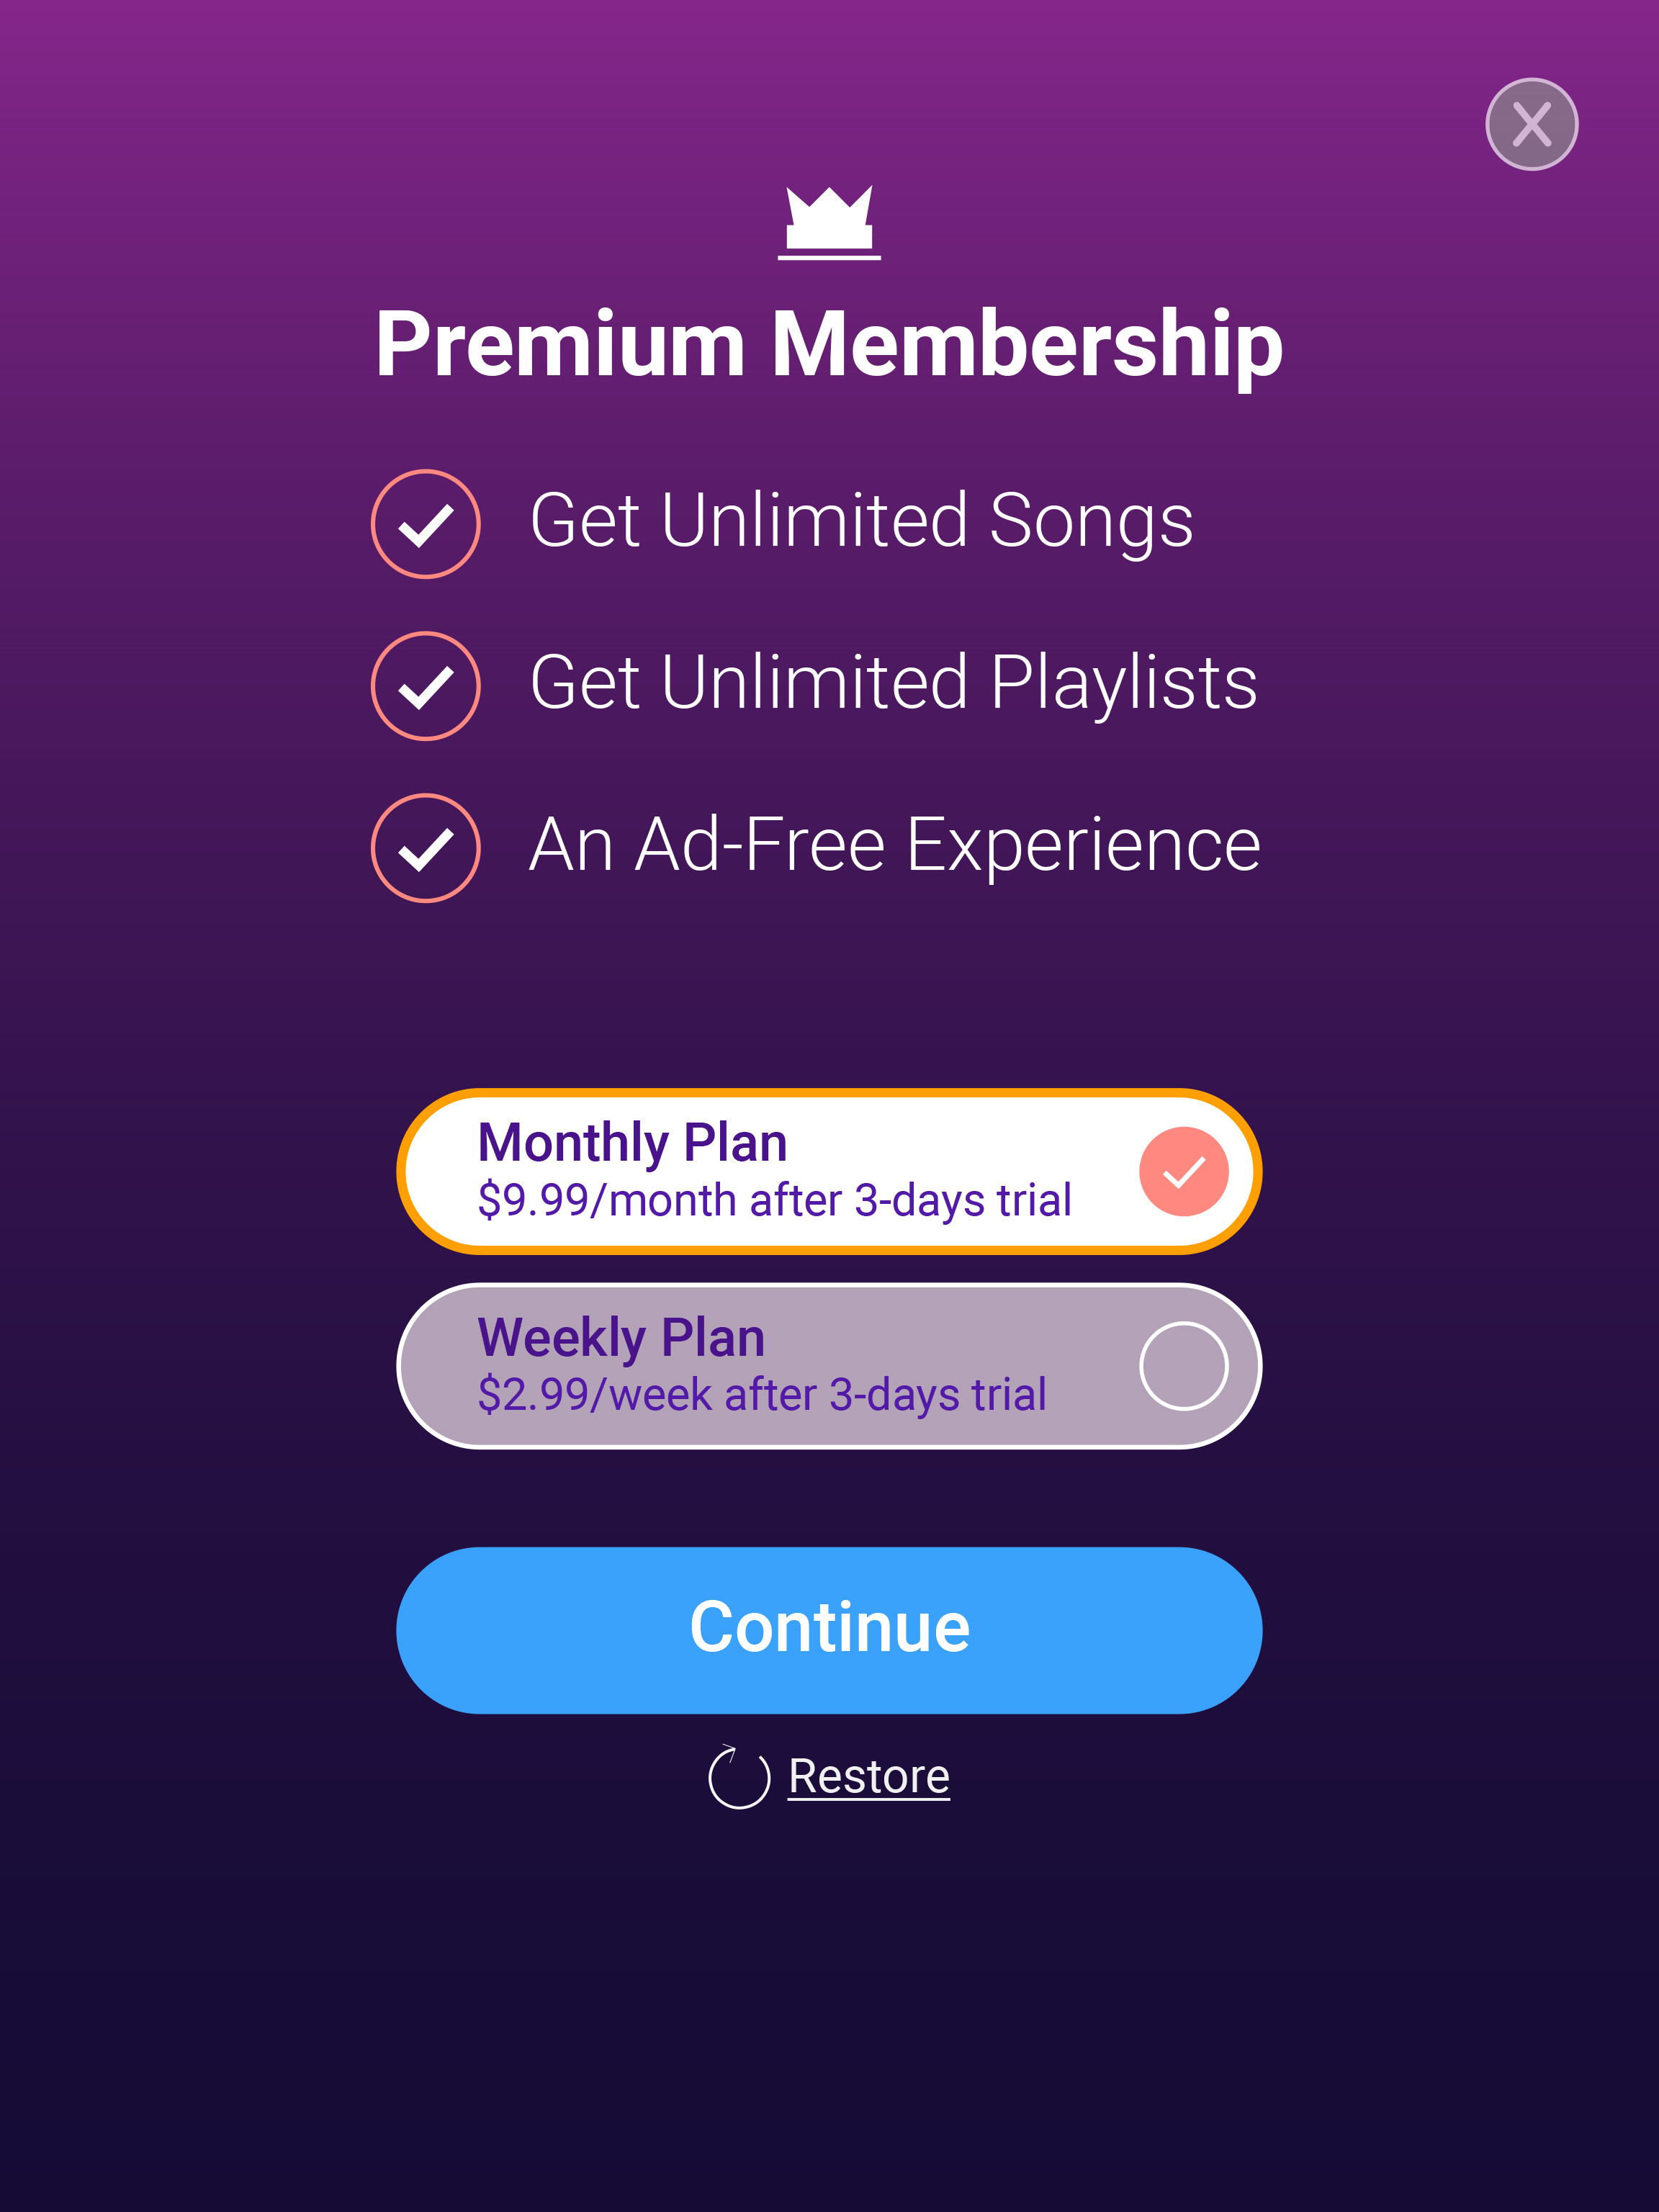 Premium Membership
Get Unlimited Songs
Get Unlimited Playlists
An Ad-Free Experience
Monthly Plan
$9.99/month after 3-days trial
Weekly Plan
$2.99/week after 3-days trial
Continue
Restore